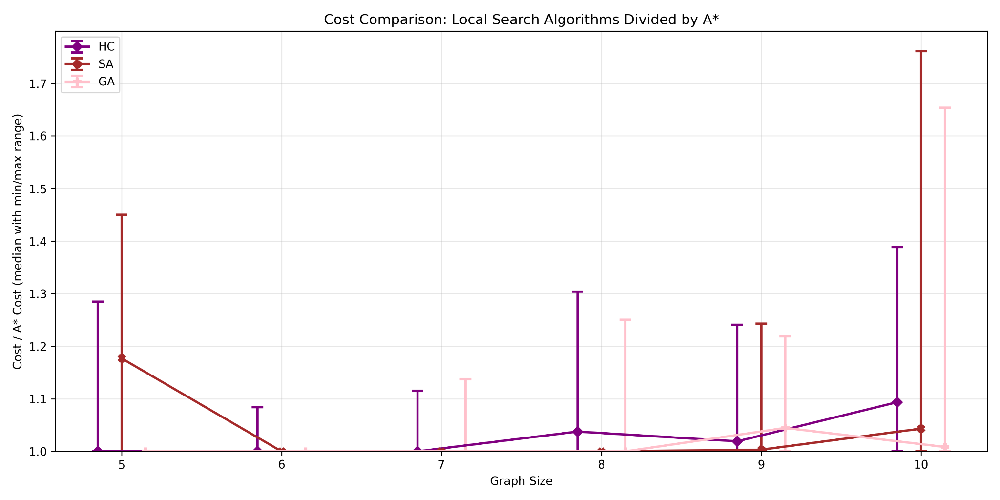 Cost Comparison: Local Search Algorithms Divided by A*
HC
SA
GA
Cost / A* Cost (median with min/max range)
1.7
1.6
1.5
1.4
1.3
1.2
1.1
1.0
5 6 7 8 9 10
Graph Size